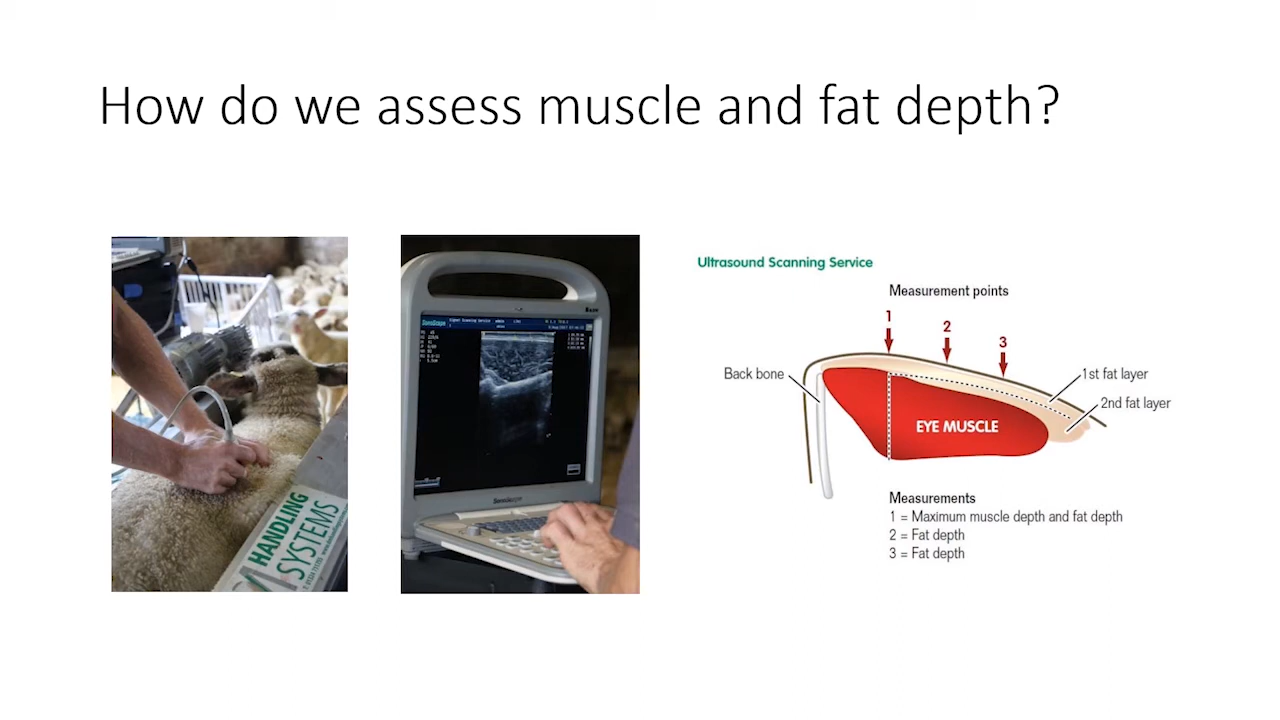 How do we assess muscle and fat depth?
HANDLING
SYSTEMS
SonoScape
SonoScape
Ultrasound Scanning Service
Measurement points
1
2
3
Back bone
1st fat layer
2nd fat layer
EYE MUSCLE
Measurements
1 = Maximum muscle depth and fat depth
2 = Fat depth
3 = Fat depth